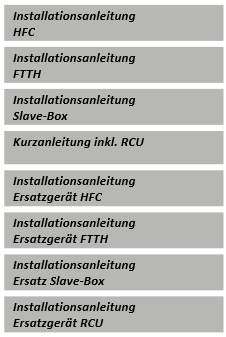 Installationsanleitung
HFC
Installationsanleitung
FTTH
Installationsanleitung
Slave-Box
Kurzanleitung inkl. RCU
Installationsanleitung
Ersatzgerät HFC
Installationsanleitung
Ersatzgerät FTTH
Installationsanleitung
Ersatz Slave-Box
Installationsanleitung
Ersatzgerät RCU